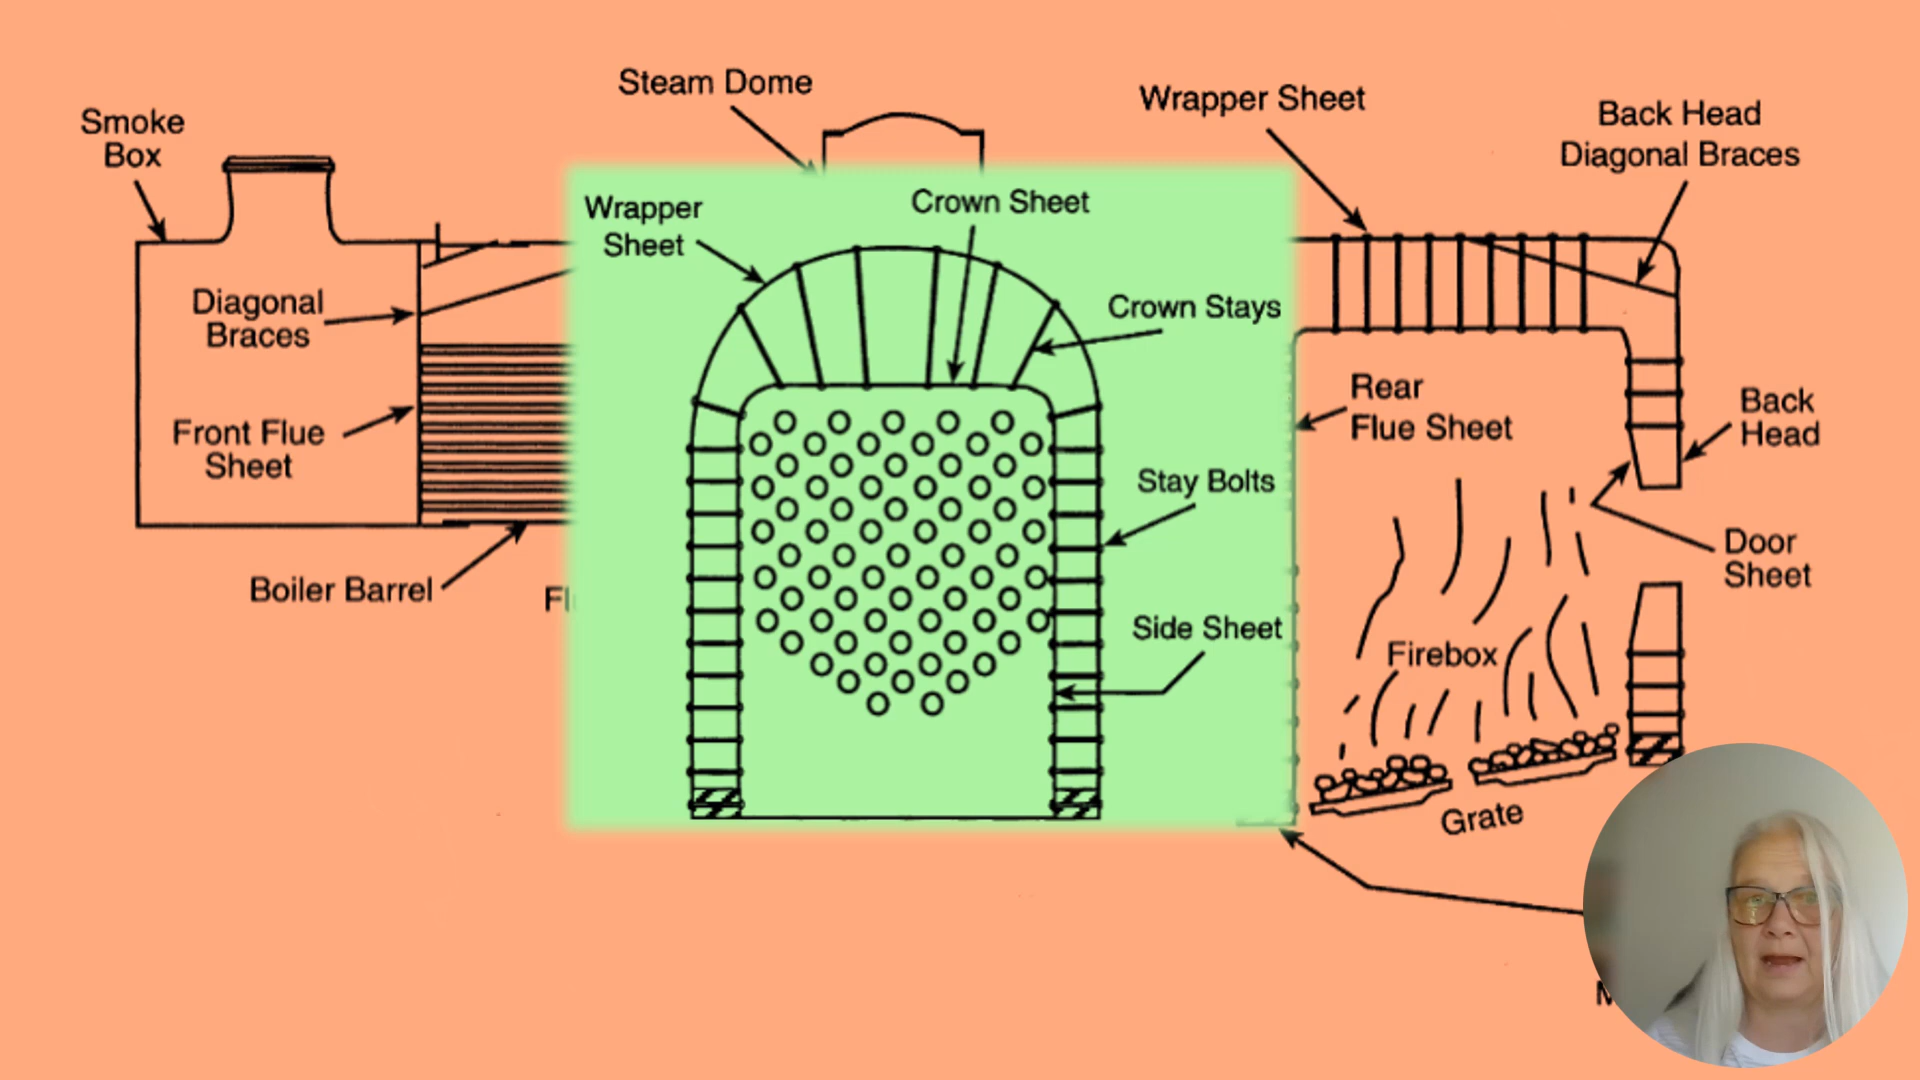 Steam Dome
Wrapper Sheet
Smoke
Box
Back Head
Diagonal Braces
Wrapper
Sheet
Crown Sheet
Diagonal
Braces
Crown Stays
Rear
Flue Sheet
Back
Head
Front Flue
Sheet
Stay Bolts
Door
Sheet
Boiler Barrel
Side Sheet
Firebox
Grate